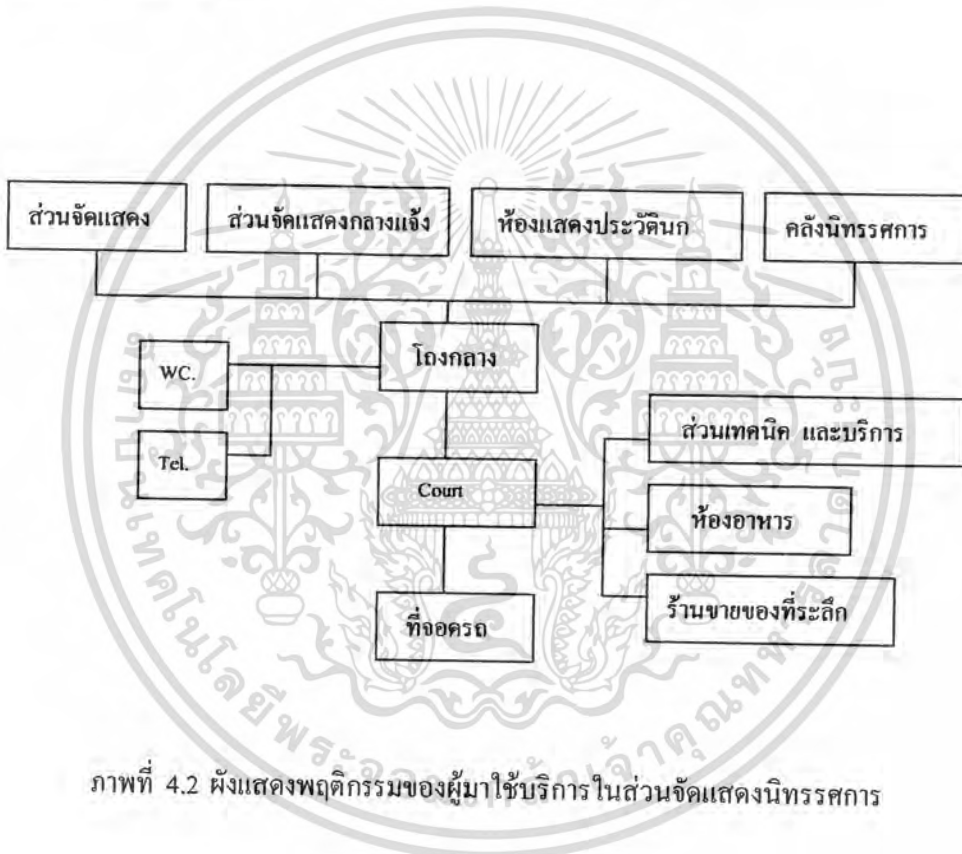 ส่วนจัดแสดง
ส่วนจัดแสดงกลางแจ้ง
ห้องแสดงประวัตินก
คลังนิทรรศการ
WC.
โถงกลาง
Tel.
Court
ส่วนเทคนิค และบริการ
ห้องอาหาร
ที่จอดรถ
ร้านขายของที่ระลึก
ภาพที่ 4.2 ผังแสดงพฤติกรรมของผู้มาใช้บริการในส่วนจัดแสดงนิทรรศการ